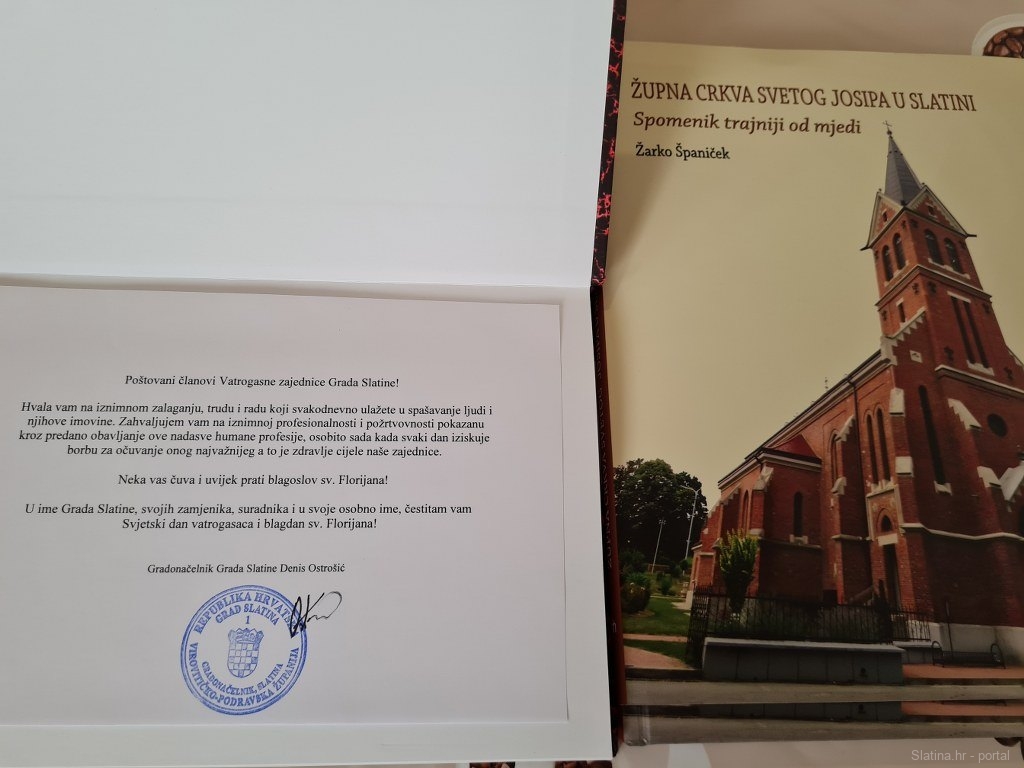 Poštovani članovi Vatrogasne zajednice Grada Slatine!
Hvala vam na iznimnom zalaganju, trudu i radu koji svakodnevno ulažete u spašavanje ljudi i
njihove imovine. Zahvaljujem vam na iznimnoj profesionalnosti i požrtvovnosti pokazanu
kroz predano obavljanje ove nadasve humane profesije, osobito sada kada svaki dan iziskuje
borbu za očuvanje onog najvažnijeg a to je zdravlje cijele naše zajednice.
Neka vas čuva i uvijek prati blagoslov sv. Florijana!
U ime Grada Slatine, svojih zamjenika, suradnika i u svoje osobno ime, čestitam vam
Svjetski dan vatrogasaca i blagdan sv. Florijana!
Gradonačelnik Grada Slatine Denis Ostrošić
REPUBLIKA HRVATS
GRAD SLATINA
1
GRADONAČELNIK, SLATINA
VIROVITIČKO-PODRAVSKA ŽUPANIJA
ŽUPNA CRKVA SVETOG JOSIPA U SLATINI
Spomenik trajniji od mjedi
Žarko Španiček
Slatina.hr - portal